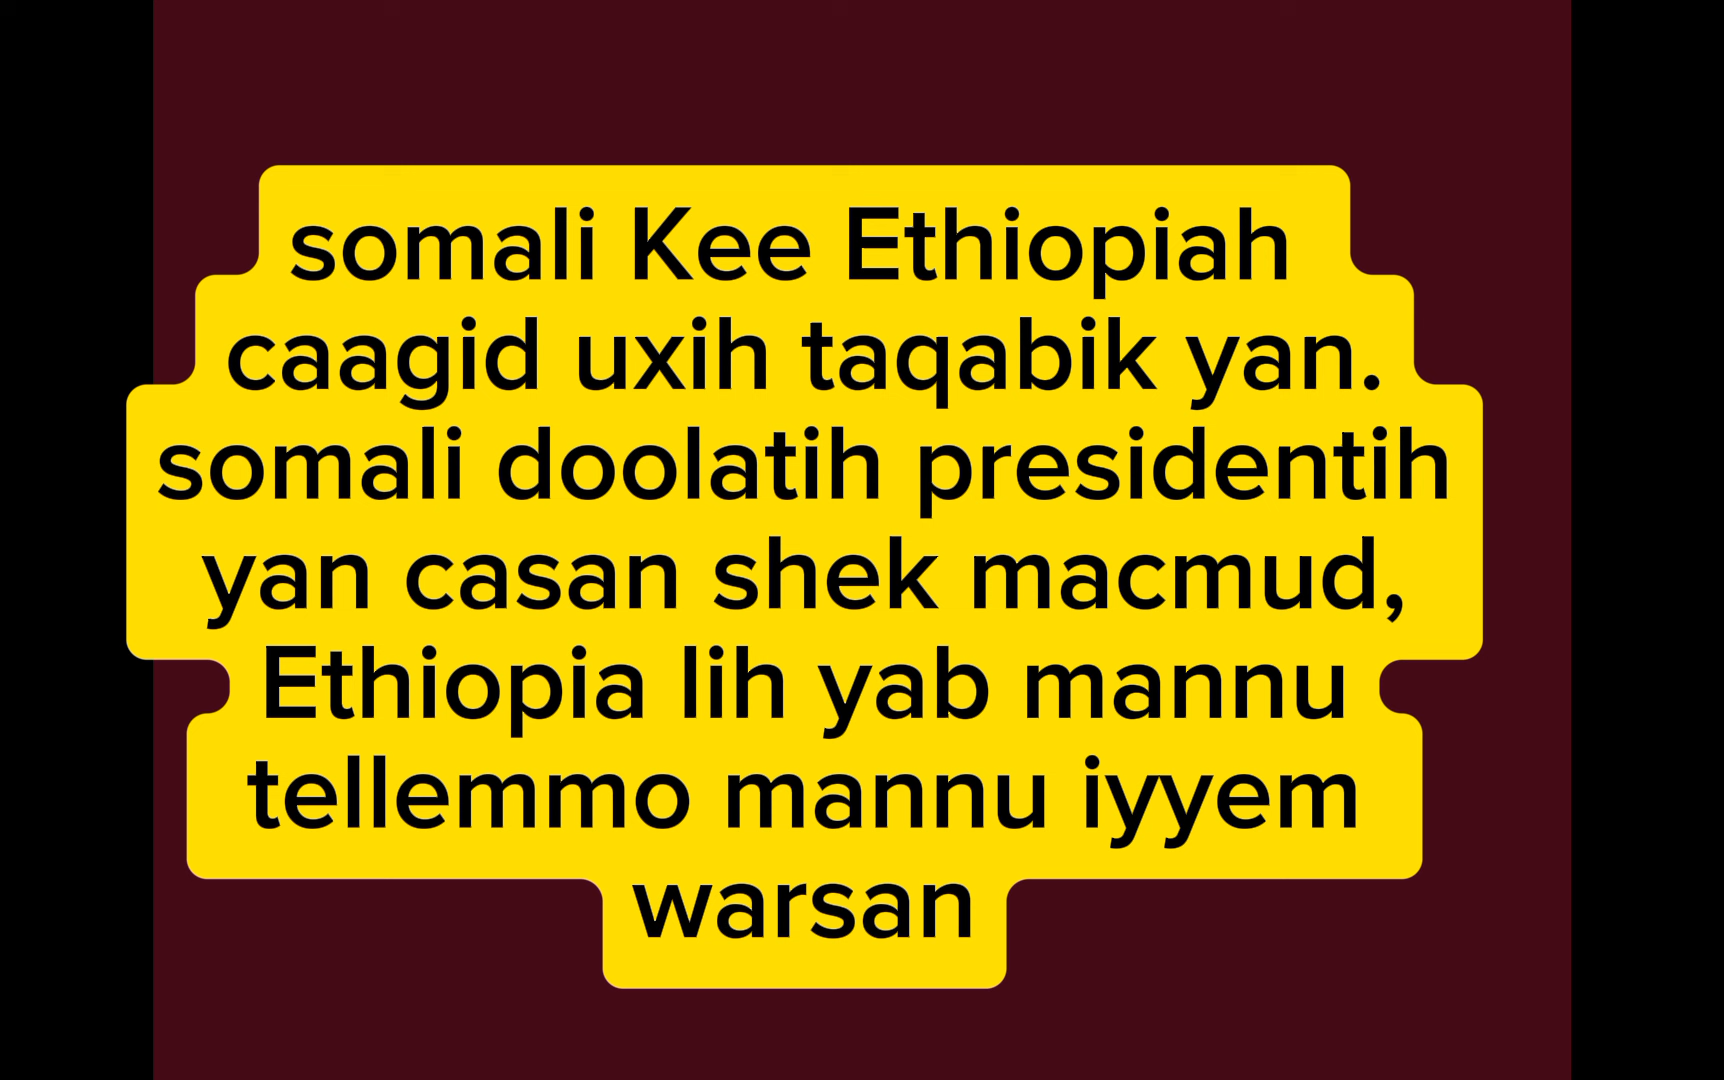 somali Kee Ethiopiah
caagid uxih taqabik yan.
somali doolatih presidentih
yan casan shek macmud,
Ethiopia lih yab mannu
tellemmo mannu iyyem
warsan